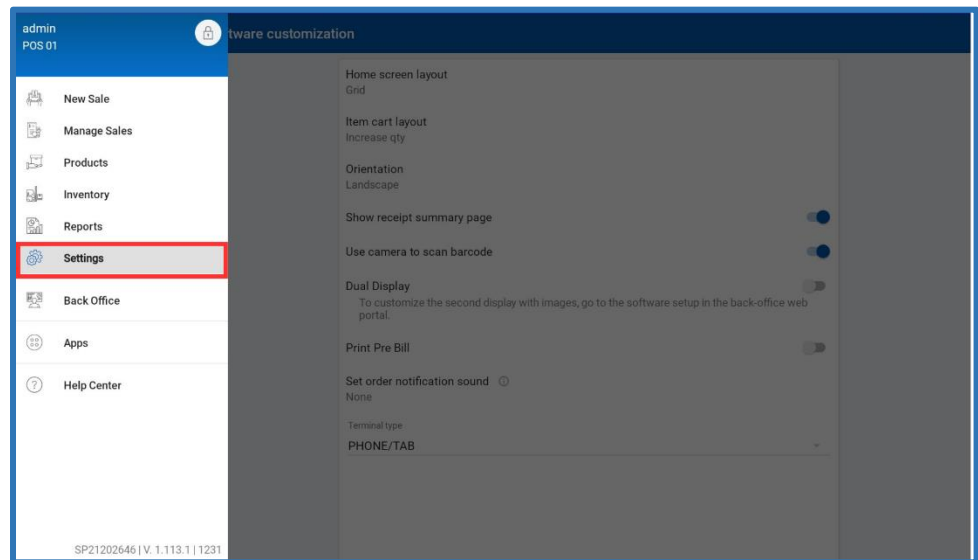 admin
POS 01
tware customization
New Sale
Manage Sales
Products
Inventory
Reports
Settings
Back Office
Apps
Help Center
SP21202646 | V. 1.113.1 | 1231
Home screen layout
Grid
Item cart layout
Increase qty
Orientation
Landscape
Show receipt summary page
Use camera to scan barcode
Dual Display
To customize the second display with images, go to the software setup in the back-office web
portal.
Print Pre Bill
Set order notification sound
None
Terminal type
PHONE/TAB